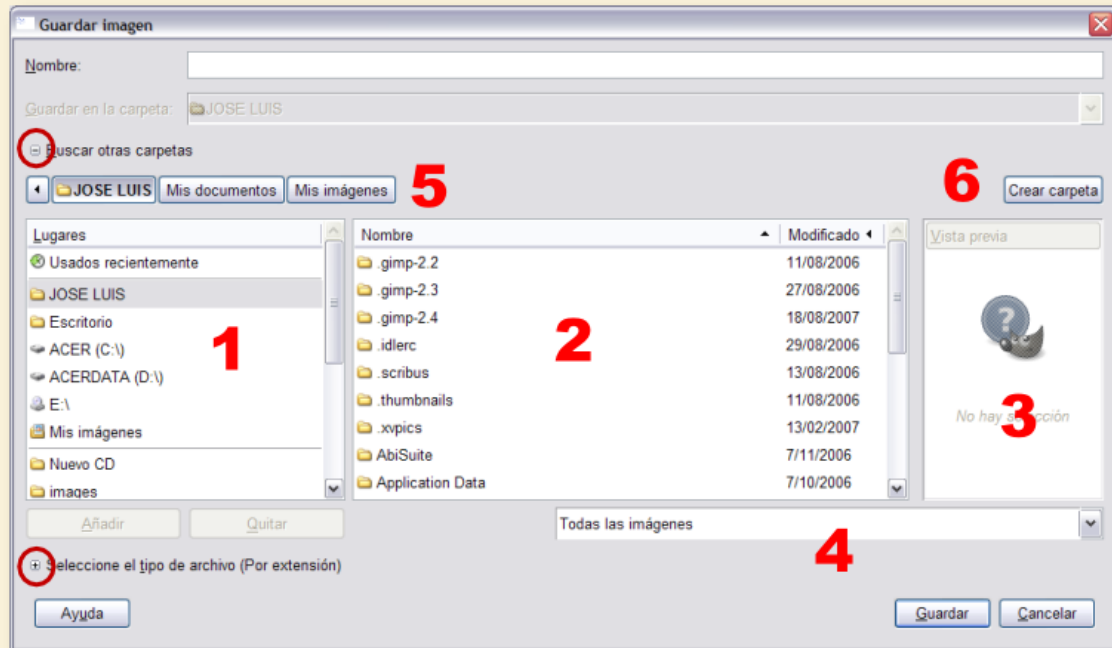 Guardar imagen
Nombre:
Guardar en la carpeta: JOSE LUIS
Buscar otras carpetas
JOSE LUIS Mis documentos Mis imágenes 5 6 Crear carpeta
Lugares Nombre Modificado Vista previa
Usados recientemente .gimp-2.2 11/08/2006
JOSE LUIS .gimp-2.3 27/08/2006
Escritorio .gimp-2.4 18/08/2007
ACER (C:\) .idlerc 29/08/2006
1 2
ACERDATA (D:\) .scribus 13/08/2006
E:\ .thumbnails 11/08/2006
No hay selección
3
Mis imágenes .xvpics 13/02/2007
Nuevo CD AbiSuite 7/11/2006
images Application Data 7/10/2006
Añadir Quitar Todas las imágenes
4
Seleccione el tipo de archivo (Por extensión)
Ayuda Guardar Cancelar